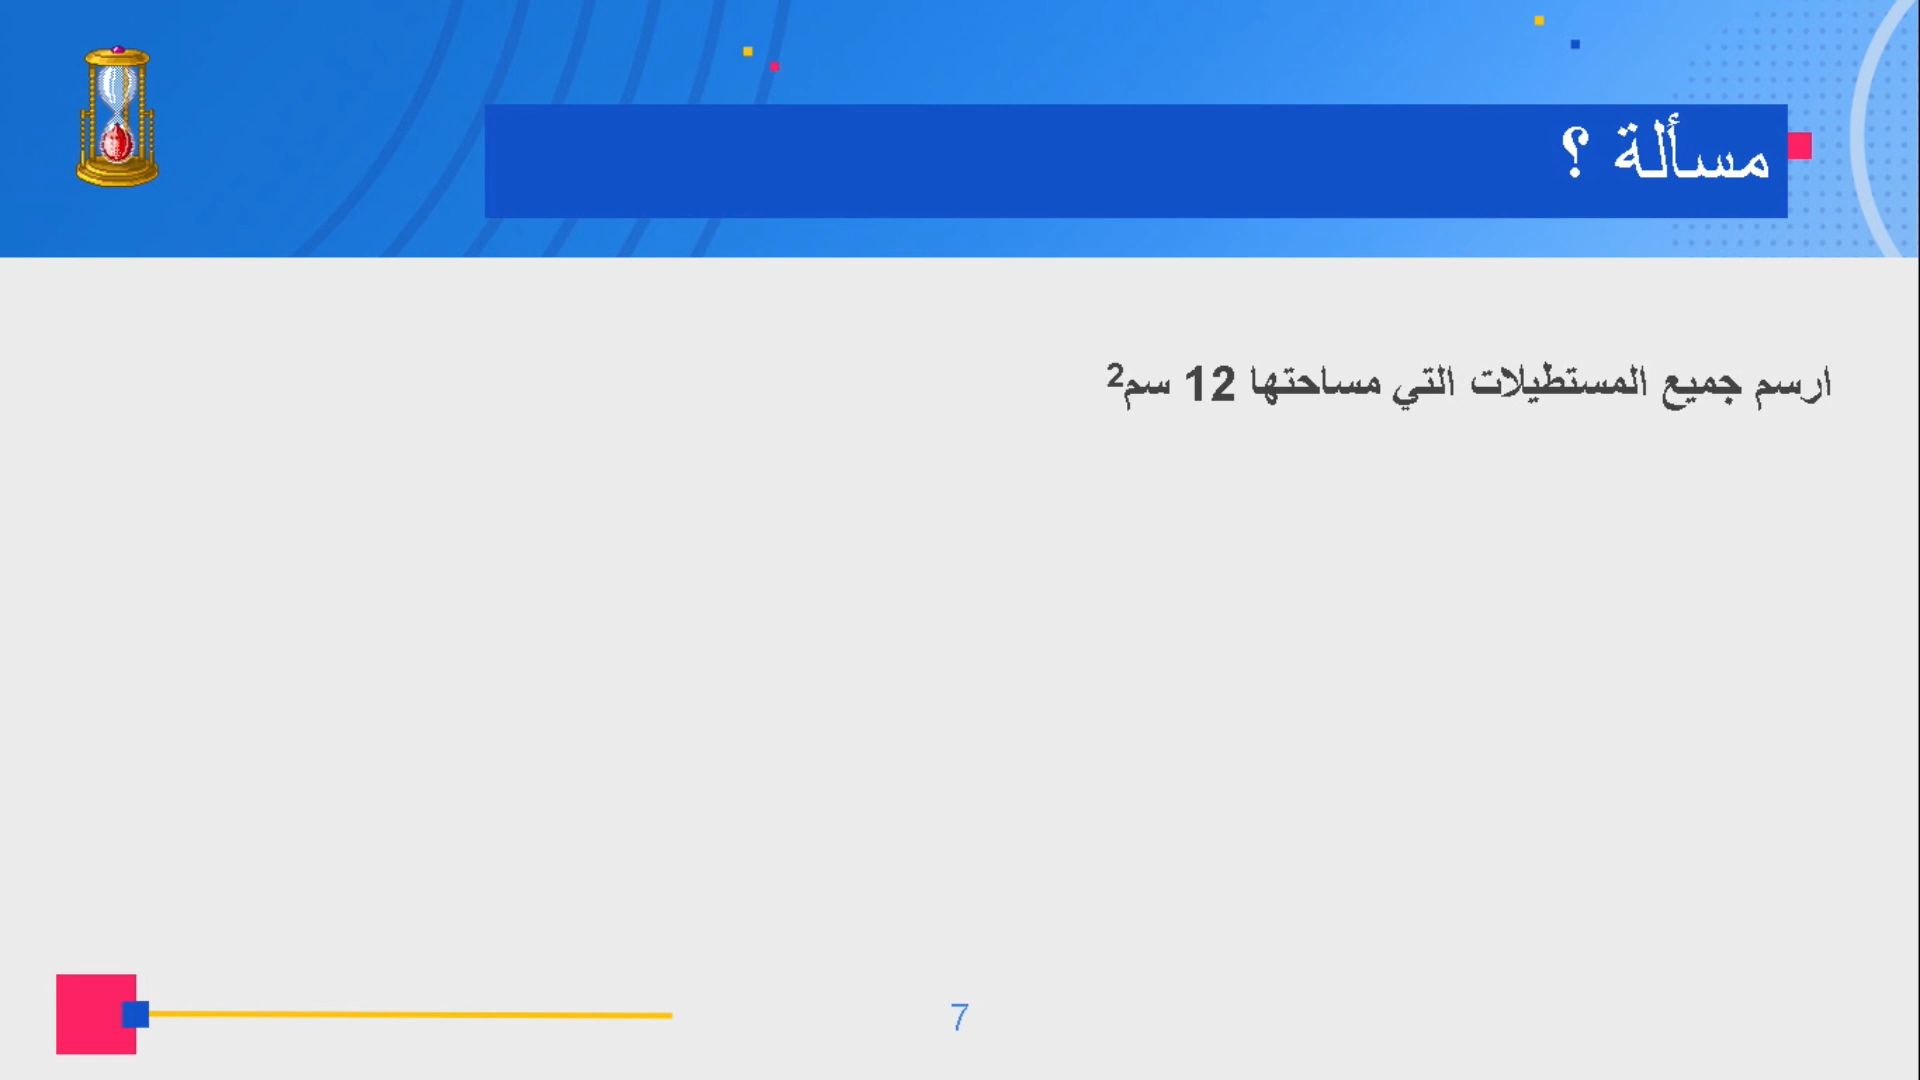 مسألة ؟
ارسم جميع المستطيلات التي مساحتها 12 سم²
7